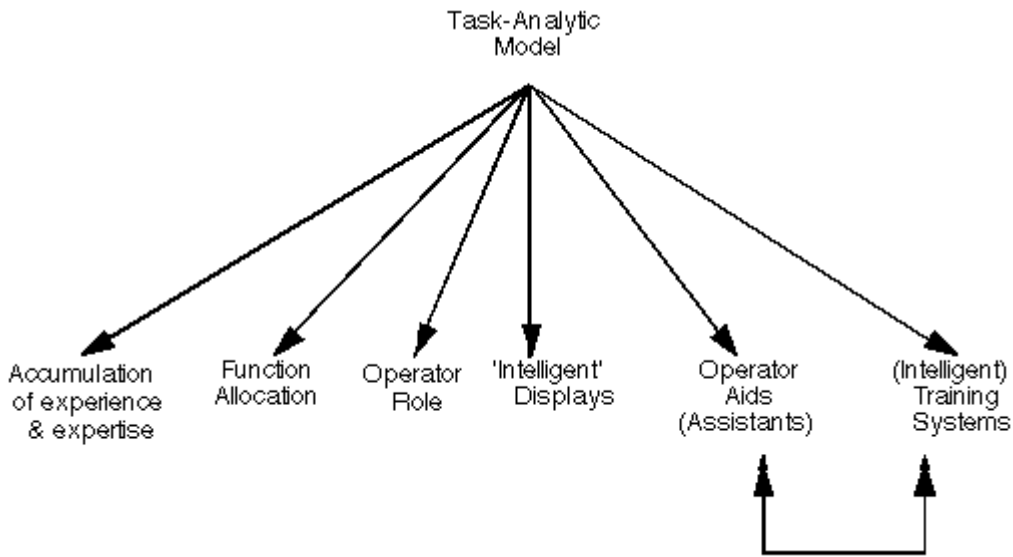 Task-Analytic
Model
Accumulation
of experience
& expertise
Function
Allocation
Operator
Role
'Intelligent'
Displays
Operator
Aids
(Assistants)
(Intelligent)
Training
Systems